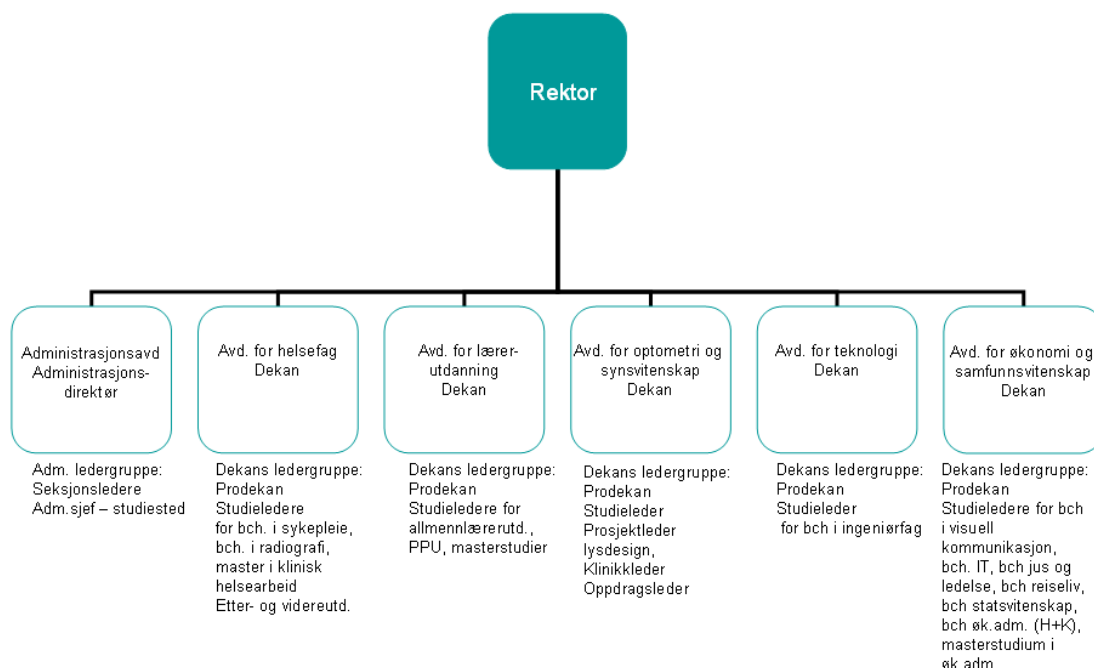 Rektor
Administrasjonsavd
Administrasjons-
direktør
Avd. for helsefag
Dekan
Avd. for lærer-
utdanning
Dekan
Avd. for optometri og
synsvitenskap
Dekan
Avd. for teknologi
Dekan
Avd. for økonomi og
samfunnsvitenskap
Dekan
Adm. ledergruppe:
Seksjonsledere
Adm.sjef – studiested
Dekans ledergruppe:
Prodekan
Studieledere
for bch. i sykepleie,
bch. i radiografi,
master i klinisk
helsearbeid
Etter- og videreutd.
Dekans ledergruppe:
Prodekan
Studieledere for
allmennlærerutd.,
PPU, masterstudier
Dekans ledergruppe:
Prodekan
Studieleder
Prosjektleder
lysdesign,
Klinikkleder
Oppdragsleder
Dekans ledergruppe:
Prodekan
Studieleder
for bch i ingeniørfag
Dekans ledergruppe:
Prodekan
Studieledere for bch
i visuell
kommunikasjon,
bch. IT, bch jus og
ledelse, bch reiseliv,
bch statsvitenskap,
bch øk.adm. (H+K),
masterstudium i
øk.adm